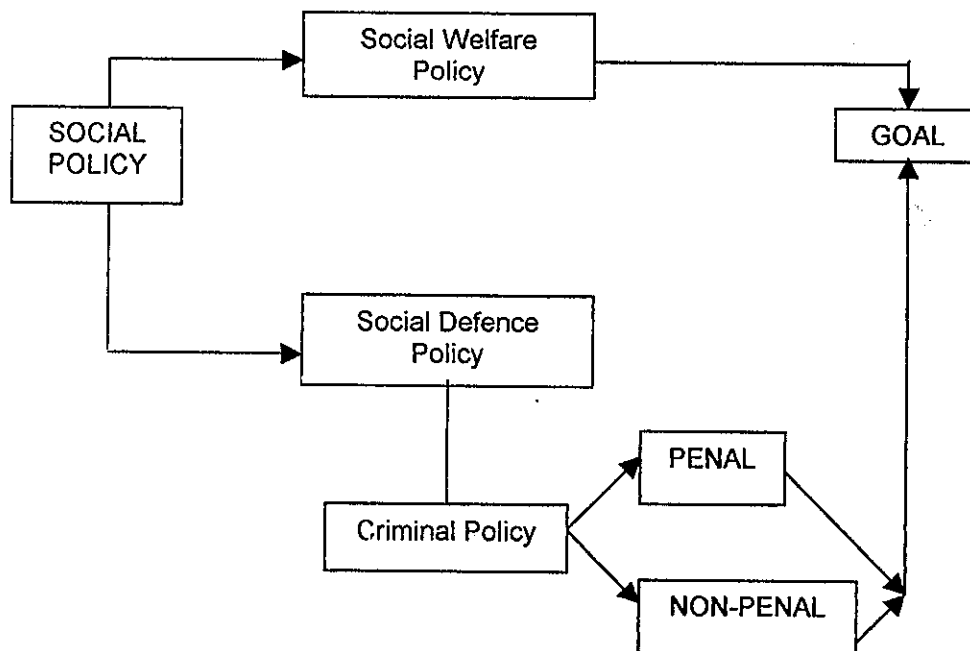 Social Welfare
Policy
SOCIAL
POLICY
GOAL
Social Defence
Policy
PENAL
Criminal Policy
NON-PENAL